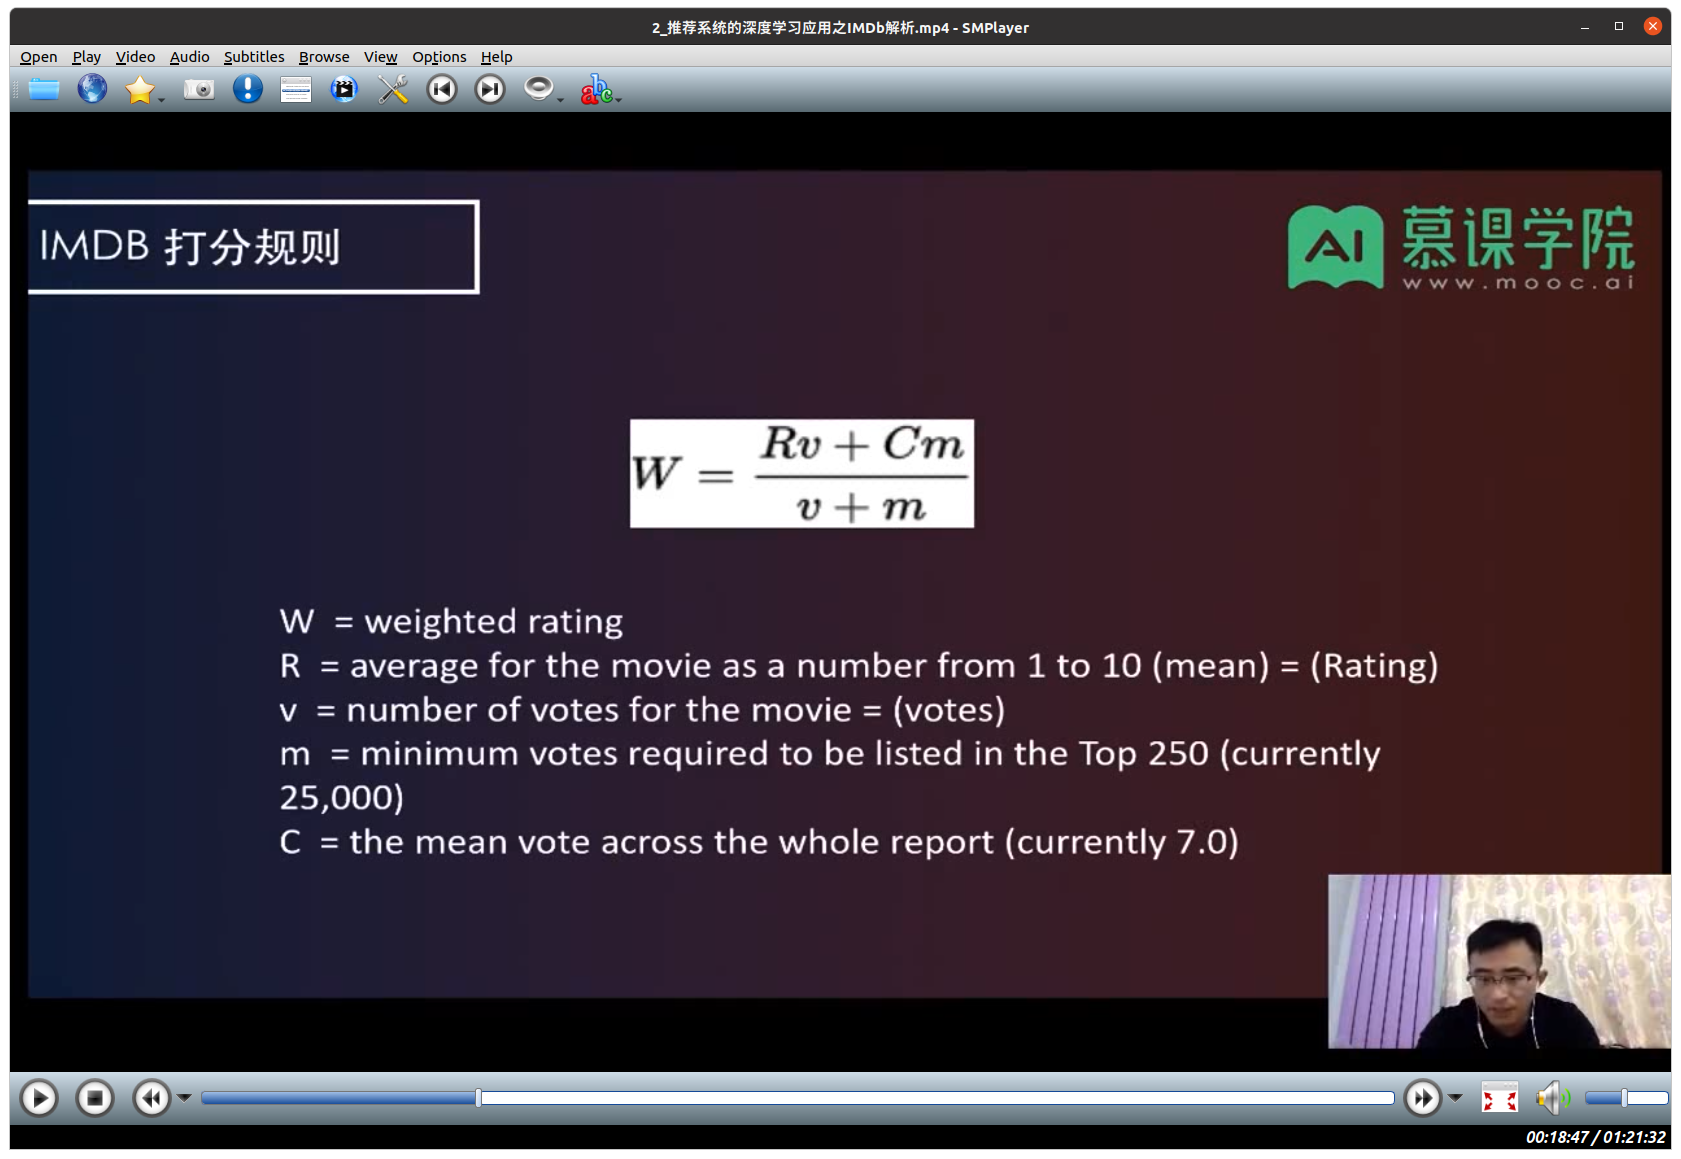 2_推荐系统的深度学习应用之IMDb解析.mp4 - SMPlayer
Open Play Video Audio Subtitles Browse View Options Help
abc
IMDB 打分规则
AI 慕课学院
www.mooc.ai
W = Rv + Cm
v + m
W = weighted rating
R = average for the movie as a number from 1 to 10 (mean) = (Rating)
v = number of votes for the movie = (votes)
m = minimum votes required to be listed in the Top 250 (currently
25,000)
C = the mean vote across the whole report (currently 7.0)
00:18:47 / 01:21:32